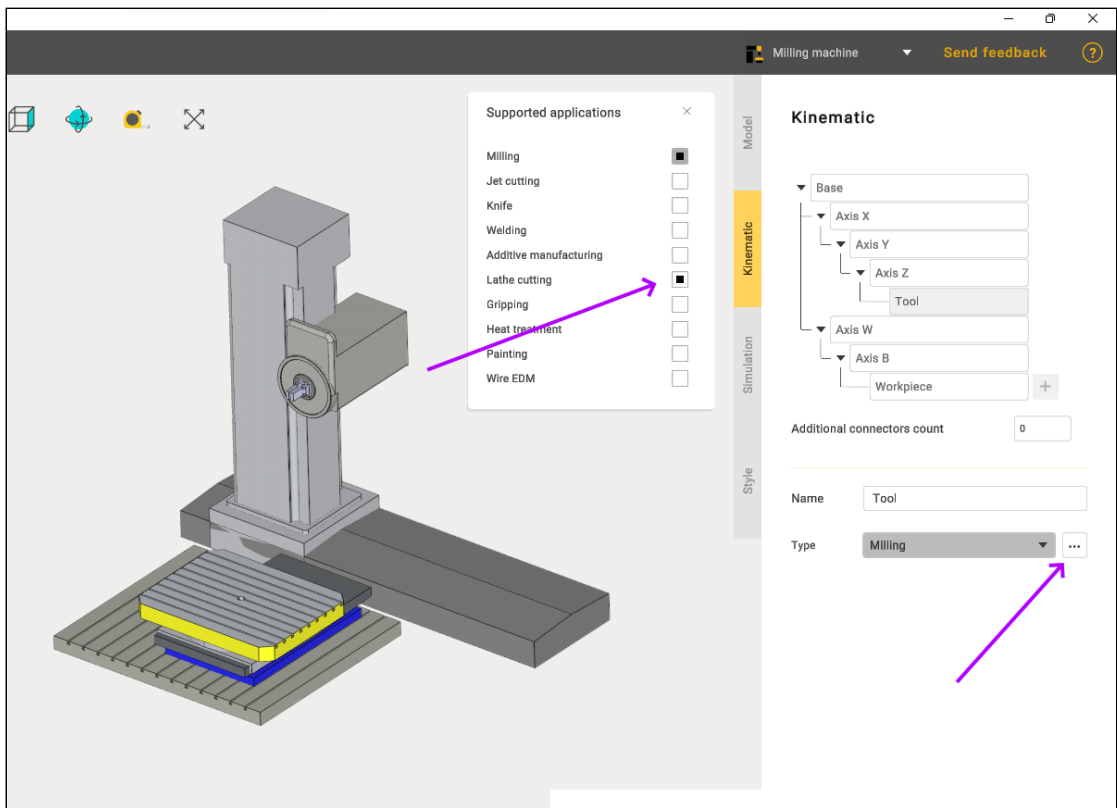 Milling machine
Send feedback
?
Supported applications
Milling
Jet cutting
Knife
Welding
Additive manufacturing
Lathe cutting
Gripping
Heat treatment
Painting
Wire EDM
Model
Kinematic
Simulation
Style
Kinematic
Base
Axis X
Axis Y
Axis Z
Tool
Axis W
Axis B
Workpiece
+
Additional connectors count 0
Name Tool
Type Milling ...